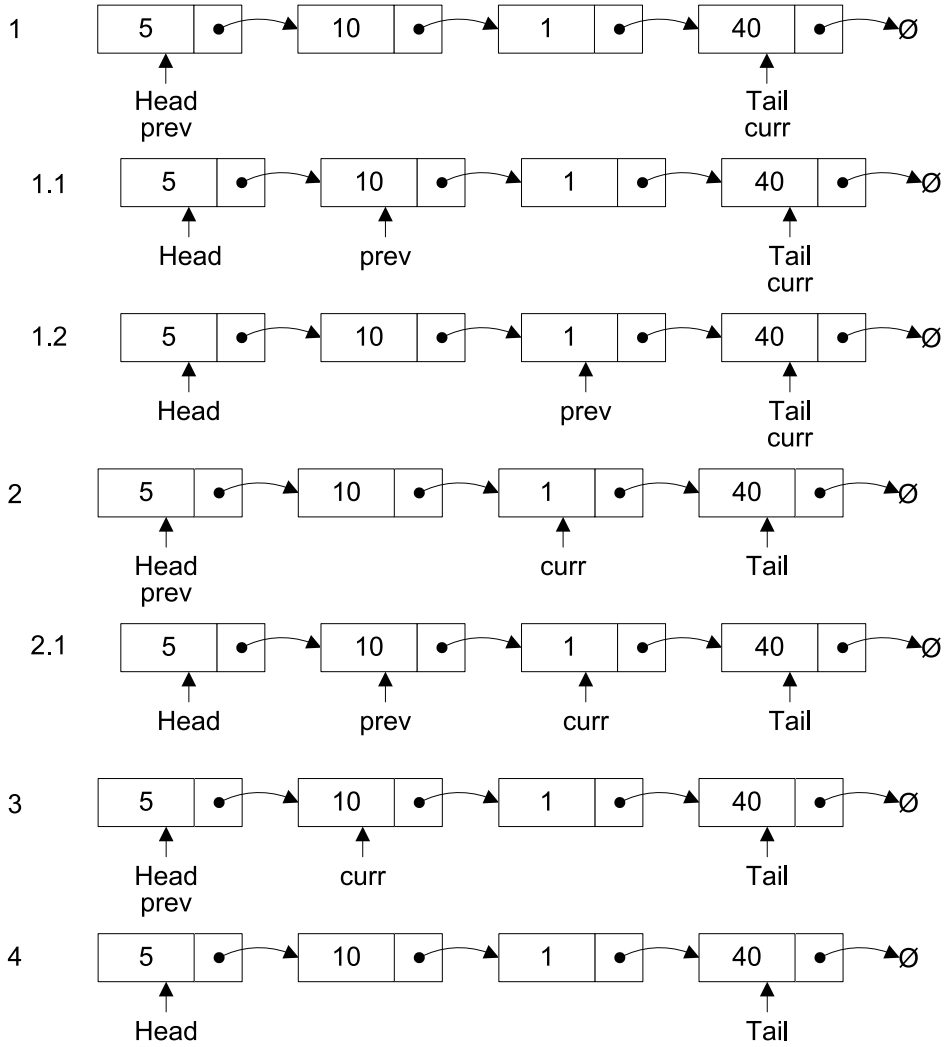 1 5 10 1 40 Ø
Head Tail
prev curr
1.1 5 10 1 40 Ø
Head prev Tail
curr
1.2 5 10 1 40 Ø
Head prev Tail
curr
2 5 10 1 40 Ø
Head curr Tail
prev
2.1 5 10 1 40 Ø
Head prev curr Tail
3 5 10 1 40 Ø
Head curr Tail
prev
4 5 10 1 40 Ø
Head Tail